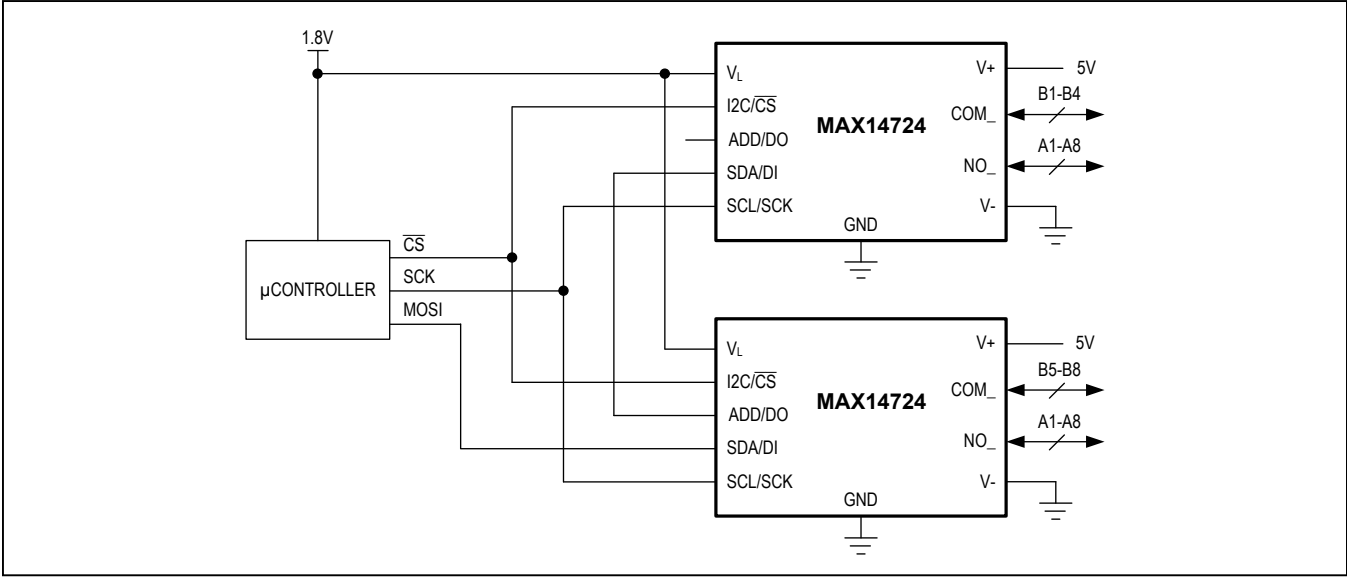 1.8V
µCONTROLLER
CS
SCK
MOSI
VL
I2C/CS
ADD/DO
SDA/DI
SCL/SCK
MAX14724
GND
V+
COM_
NO_
V-
5V
B1-B4
A1-A8
VL
I2C/CS
ADD/DO
SDA/DI
SCL/SCK
MAX14724
GND
V+
COM_
NO_
V-
5V
B5-B8
A1-A8